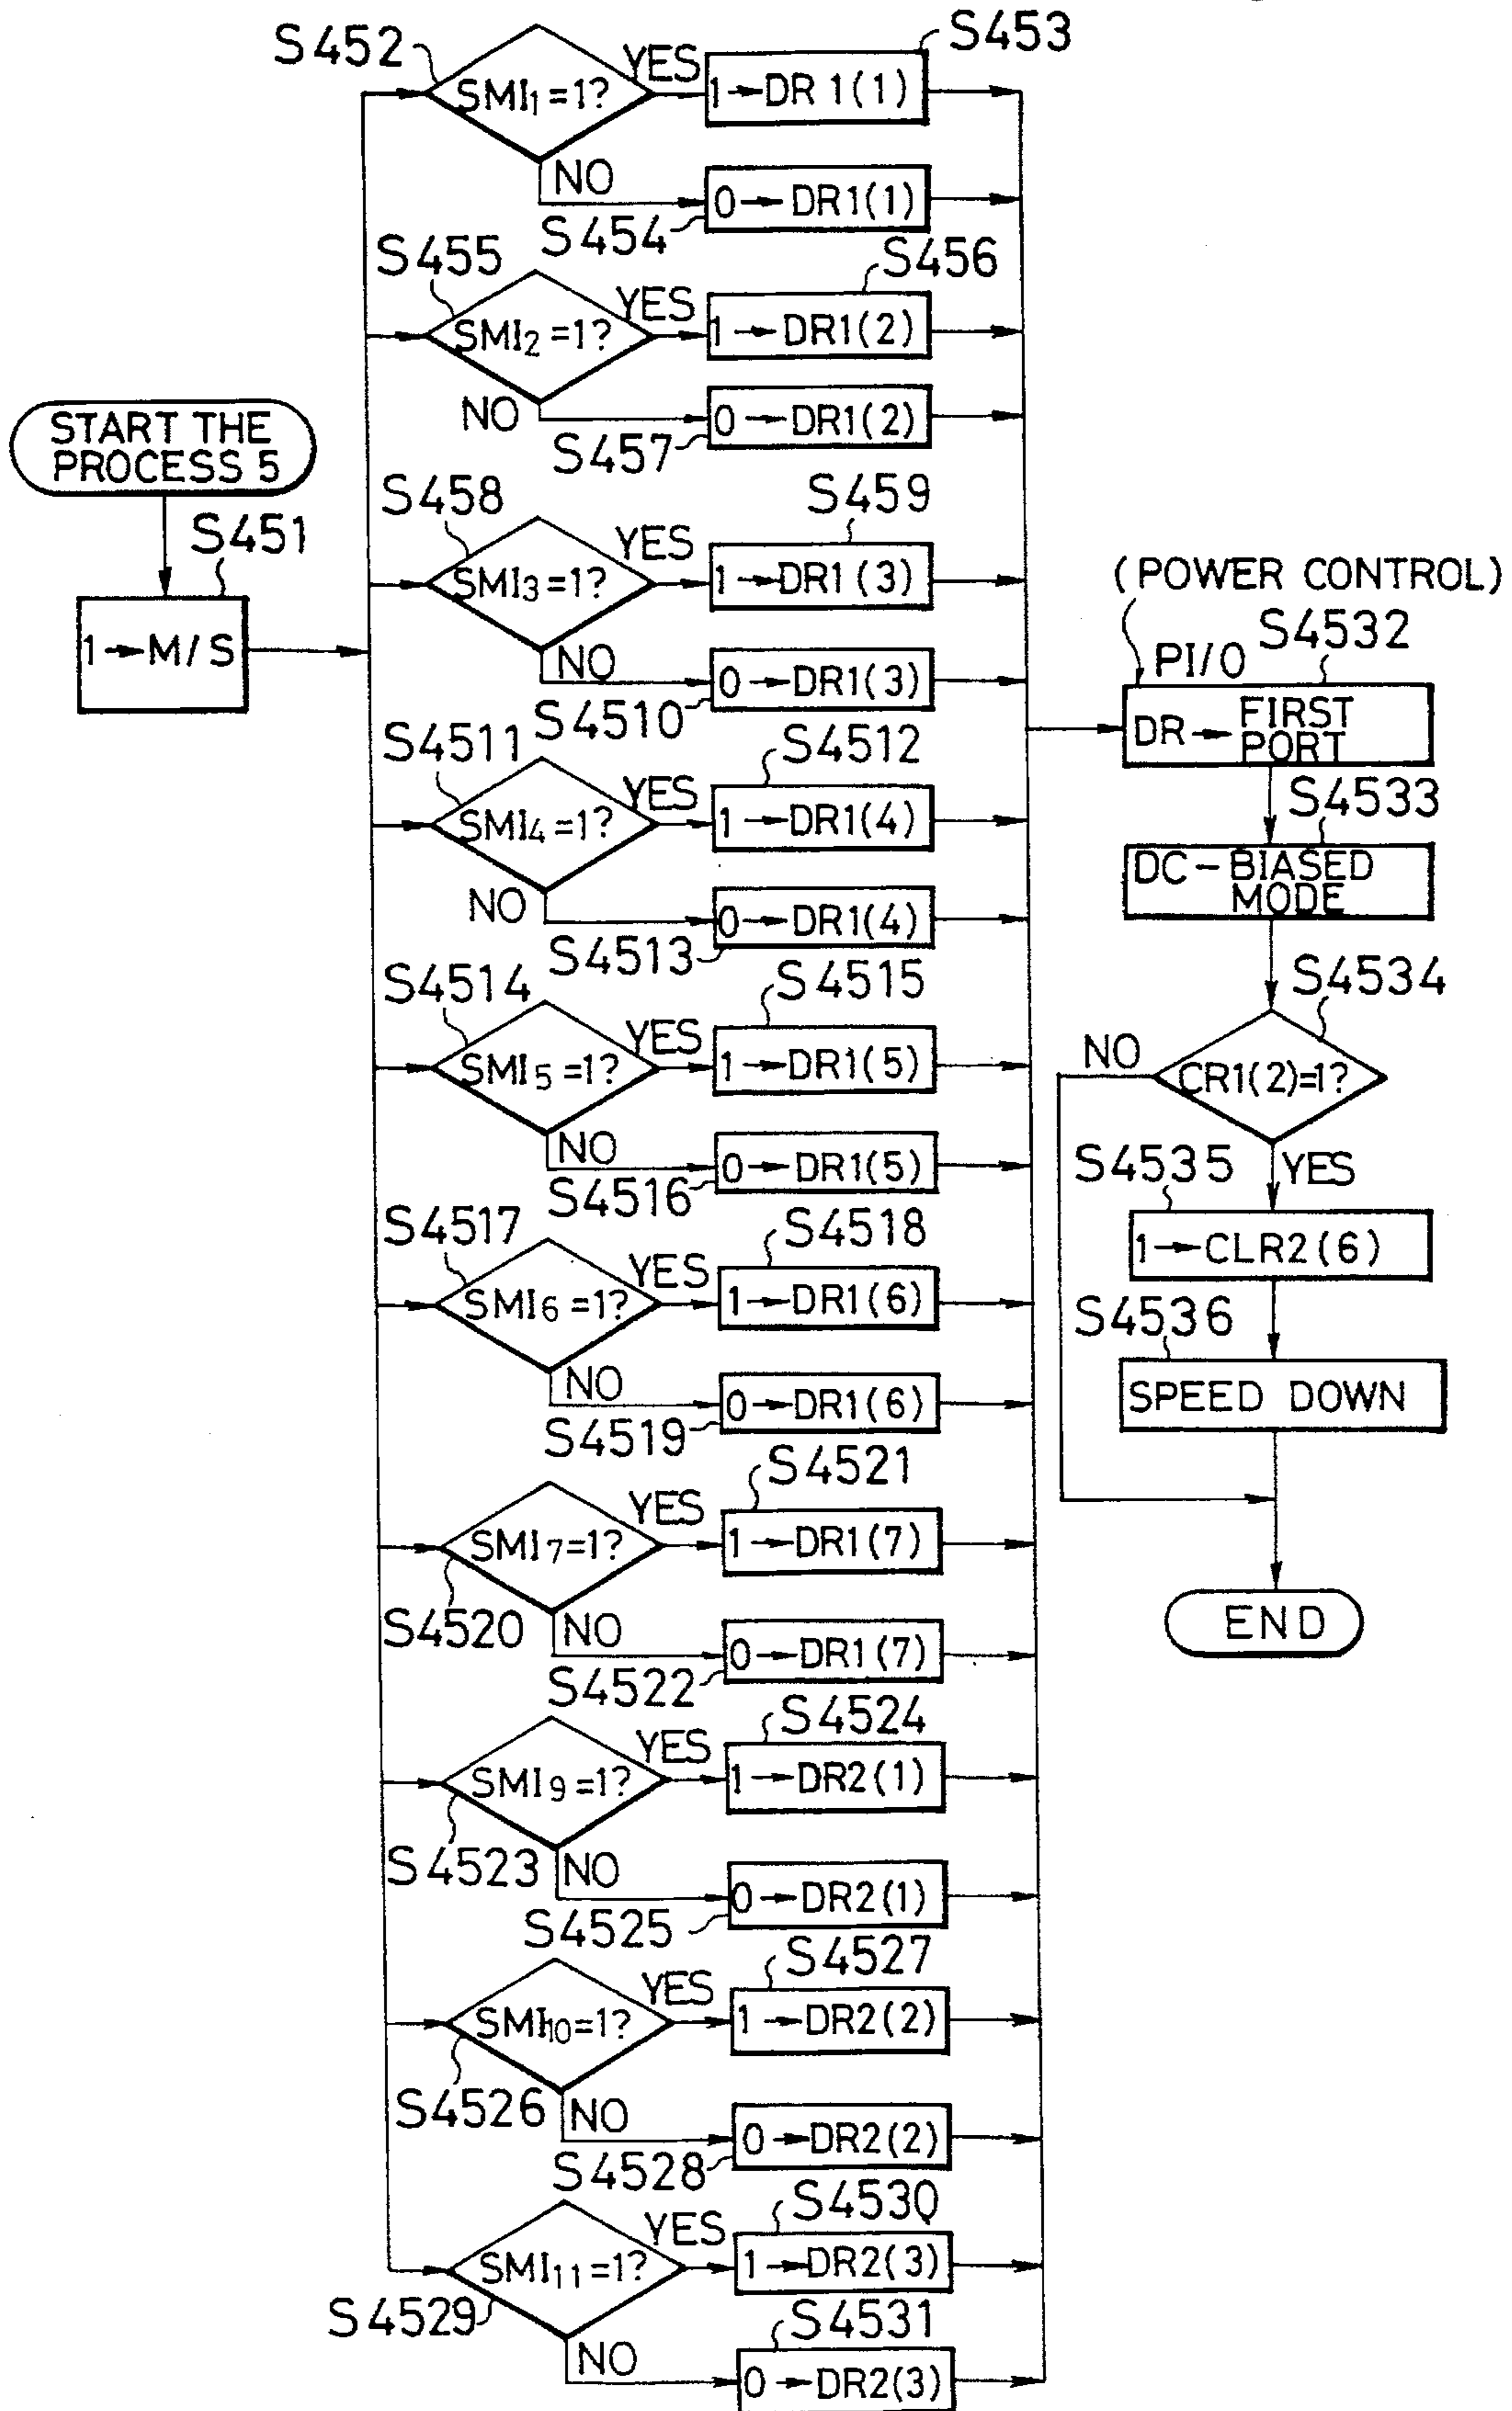 START THE
PROCESS 5
S451
1→M/S
S452
SMI₁=1?
YES
S453
1→DR1(1)
NO
S454
0→DR1(1)
S455
SMI₂=1?
YES
S456
1→DR1(2)
NO
S457
0→DR1(2)
S458
SMI₃=1?
YES
S459
1→DR1(3)
NO
S4510
0→DR1(3)
S4511
SMI₄=1?
YES
S4512
1→DR1(4)
NO
S4513
0→DR1(4)
S4514
SMI₅=1?
YES
S4515
1→DR1(5)
NO
S4516
0→DR1(5)
S4517
SMI₆=1?
YES
S4518
1→DR1(6)
NO
S4519
0→DR1(6)
S4520
SMI₇=1?
YES
S4521
1→DR1(7)
NO
S4522
0→DR1(7)
S4523
SMI₉=1?
YES
S4524
1→DR2(1)
NO
S4525
0→DR2(1)
S4526
SMI₁₀=1?
YES
S4527
1→DR2(2)
NO
S4528
0→DR2(2)
S4529
SMI₁₁=1?
YES
S4530
1→DR2(3)
NO
S4531
0→DR2(3)
(POWER CONTROL)
S4532
PI/O
DR→FIRST
PORT
S4533
DC-BIASED
MODE
S4534
CR1(2)=1?
NO
YES
S4535
1→CLR2(6)
S4536
SPEED DOWN
END